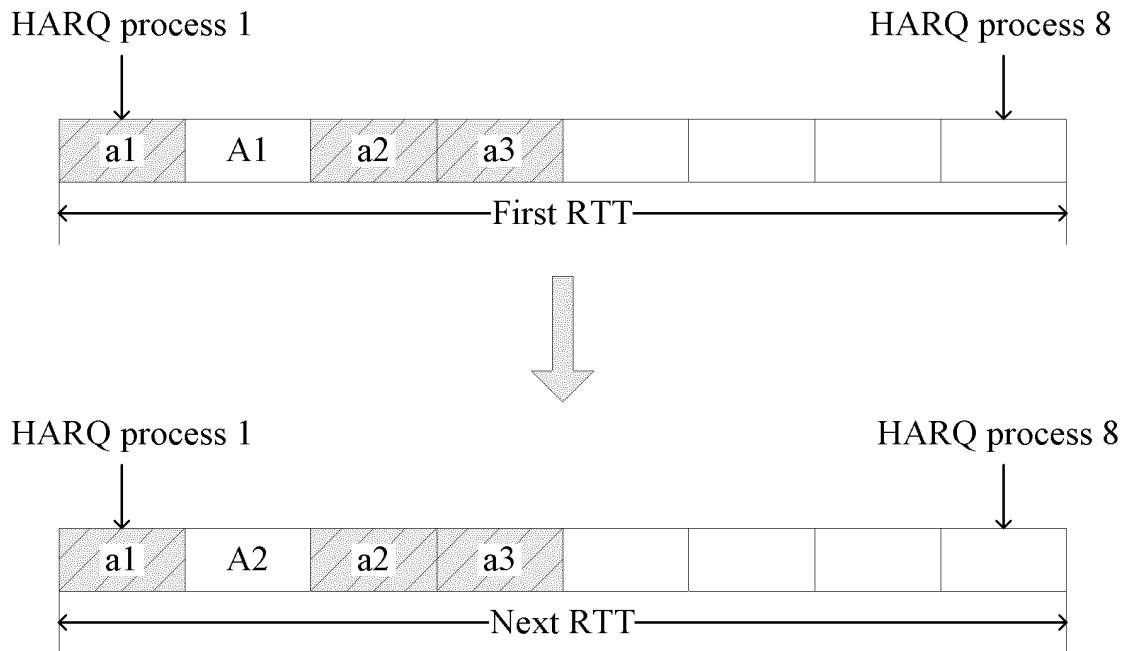 HARQ process 1
HARQ process 8
a1 A1 a2 a3
First RTT
HARQ process 1
HARQ process 8
a1 A2 a2 a3
Next RTT